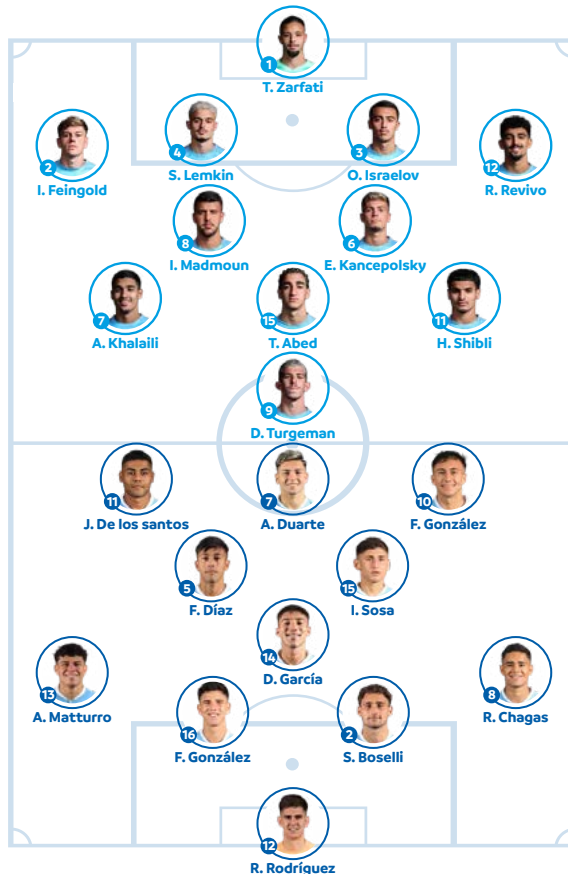 1
T. Zarfati
2
I. Feingold
4
S. Lemkin
3
O. Israelov
12
R. Revivo
8
I. Madmoun
6
E. Kancepolsky
7
A. Khalaili
15
T. Abed
11
H. Shibli
9
D. Turgeman
11
J. De los santos
7
A. Duarte
10
F. González
5
F. Díaz
15
I. Sosa
14
D. García
13
A. Matturro
16
F. González
2
S. Boselli
8
R. Chagas
12
R. Rodríguez